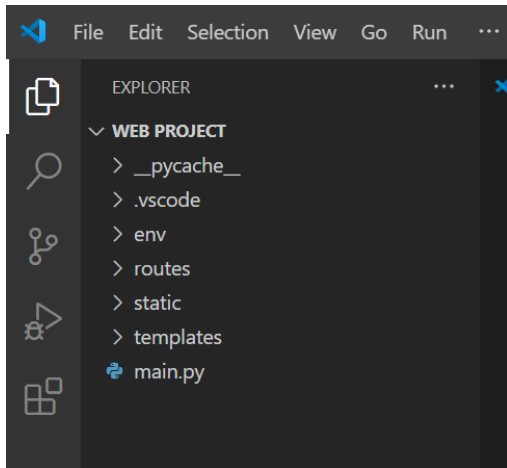 File Edit Selection View Go Run ···
EXPLORER ···
WEB PROJECT
__pycache__
.vscode
env
routes
static
templates
main.py